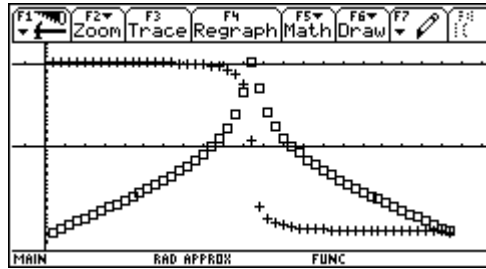 F1 F2 F3 F4 F5 F6 F7
Zoom Trace Regraph Math Draw
MAIN RAD APPROX FUNC